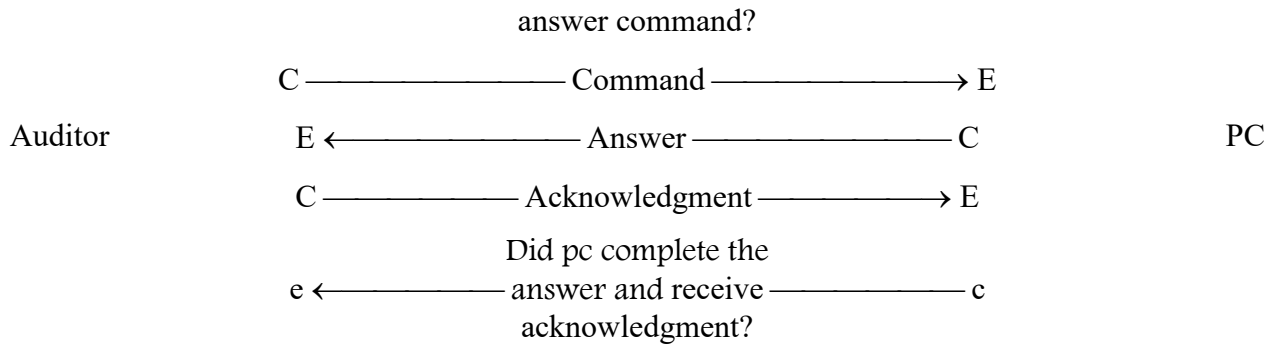 answer command?
C Command E
Auditor E Answer C PC
C Acknowledgment E
Did pc complete the
e answer and receive c
acknowledgment?